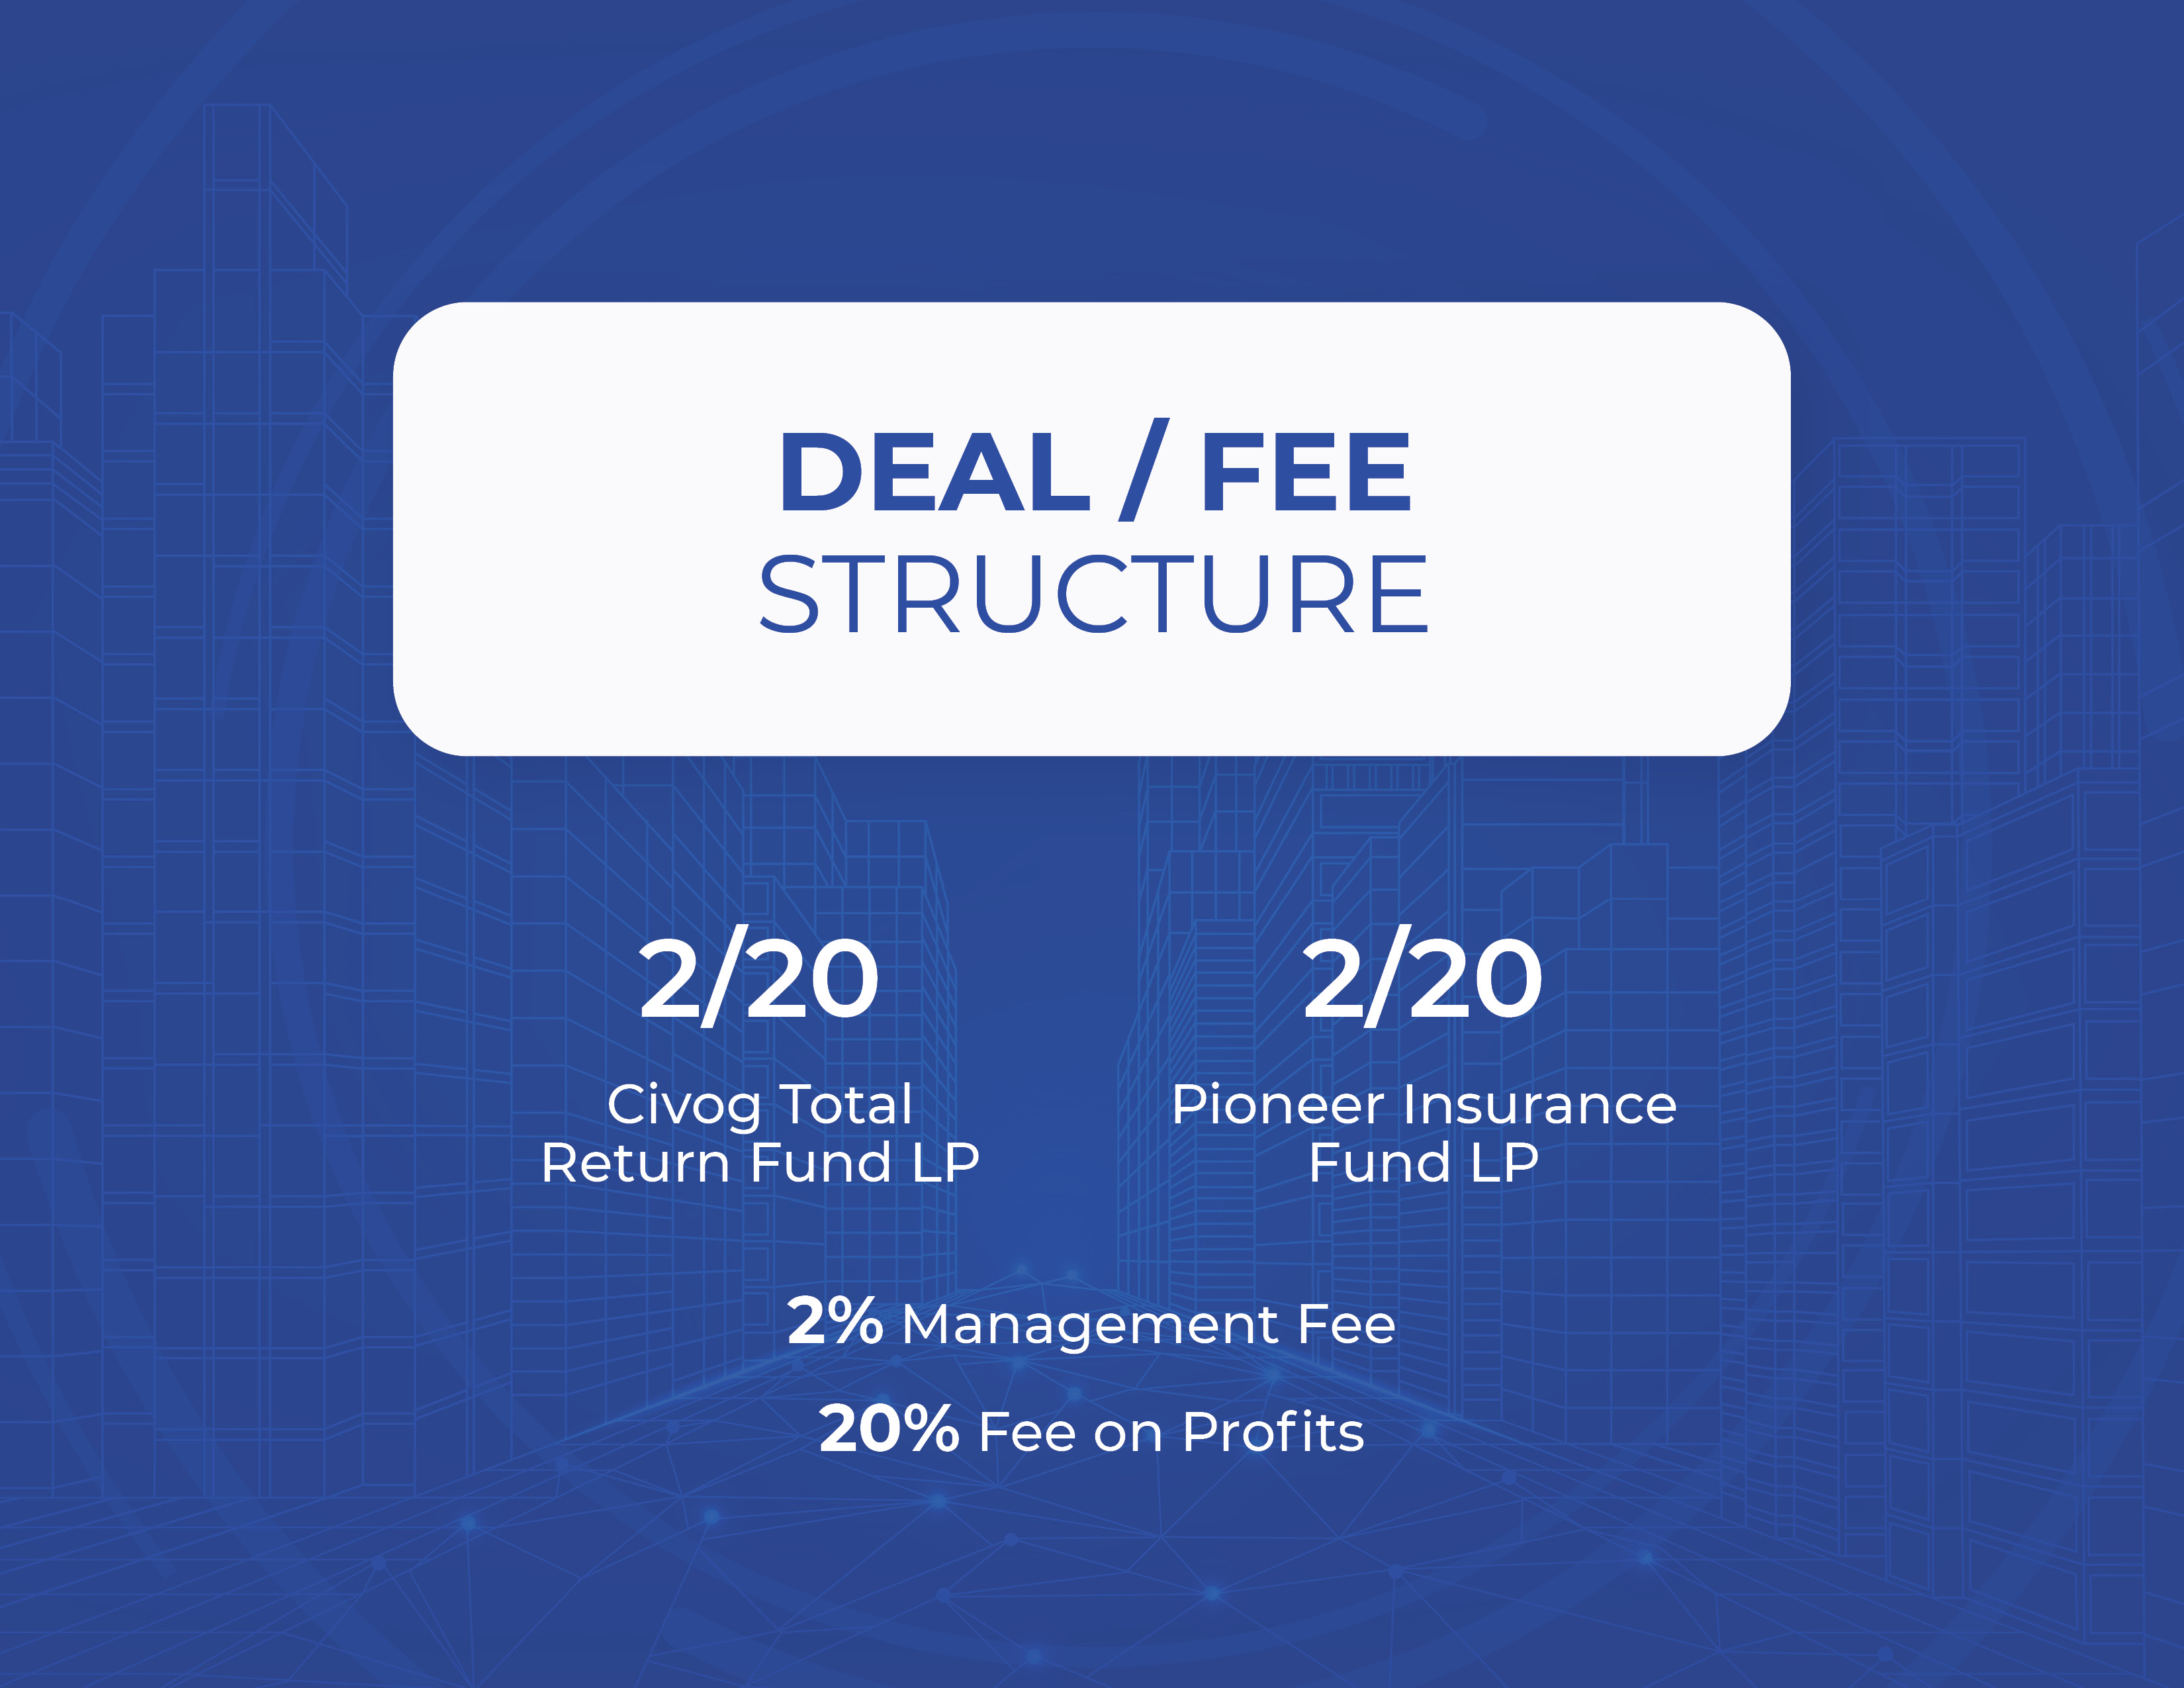 DEAL / FEE
STRUCTURE
2/20
Civog Total
Return Fund LP
2/20
Pioneer Insurance
Fund LP
2% Management Fee
20% Fee on Profits